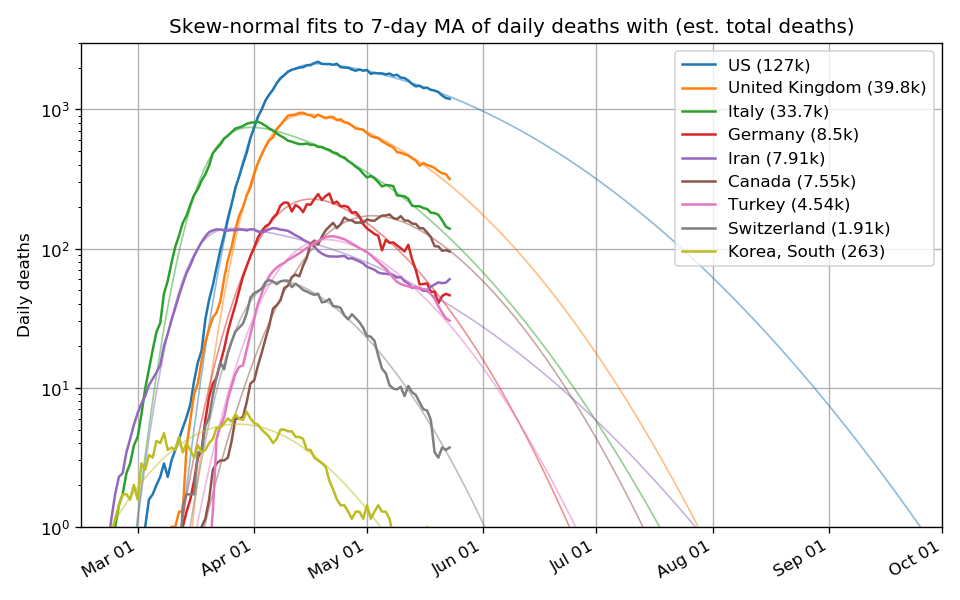 Skew-normal fits to 7-day MA of daily deaths with (est. total deaths)
Daily deaths
10³
10²
10¹
10⁰
US (127k)
United Kingdom (39.8k)
Italy (33.7k)
Germany (8.5k)
Iran (7.91k)
Canada (7.55k)
Turkey (4.54k)
Switzerland (1.91k)
Korea, South (263)
Mar 01
Apr 01
May 01
Jun 01
Jul 01
Aug 01
Sep 01
Oct 01